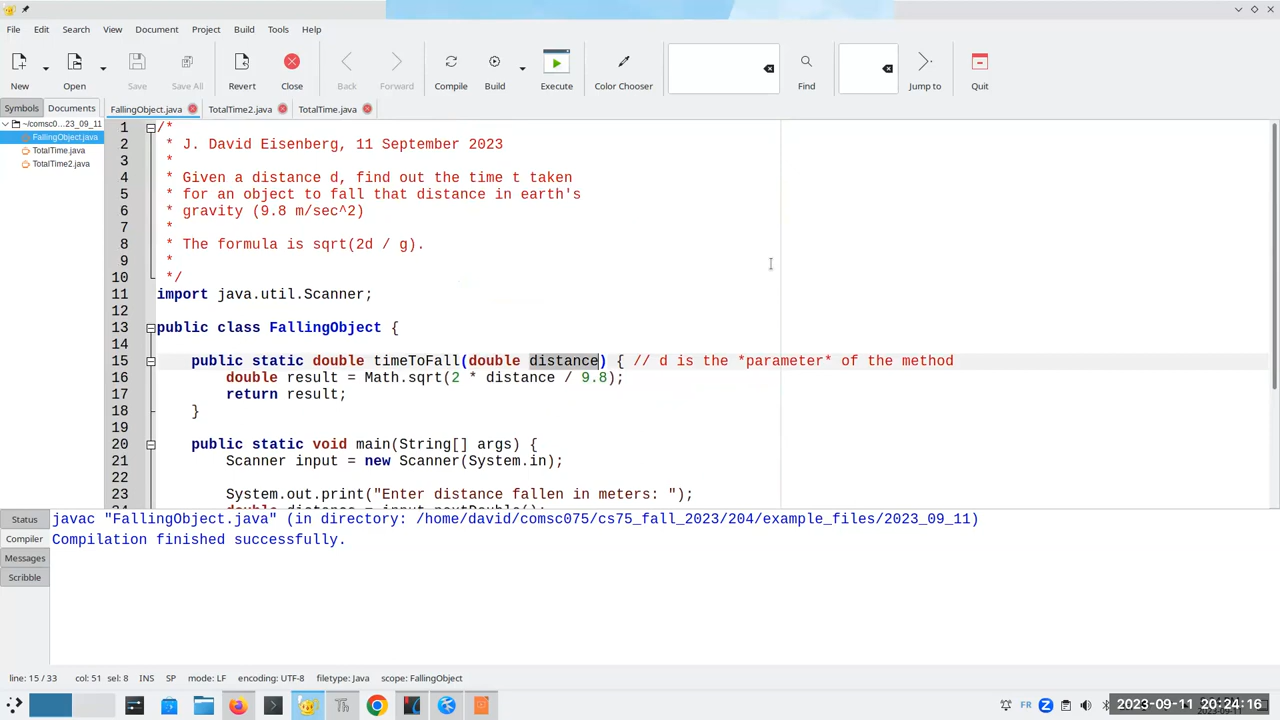 File Edit Search View Document Project Build Tools Help
New Open Save Save All Revert Close Back Forward Compile Build Execute Color Chooser Find Jump to Quit
Symbols Documents FallingObject.java TotalTime2.java TotalTime.java
~/comsc0...23_09_11
FallingObject.java
TotalTime.java
TotalTime2.java
1 /*
2 * J. David Eisenberg, 11 September 2023
3 *
4 * Given a distance d, find out the time t taken
5 * for an object to fall that distance in earth's
6 * gravity (9.8 m/sec^2)
7 *
8 * The formula is sqrt(2d / g).
9 *
10 */
11 import java.util.Scanner;
12
13 public class FallingObject {
14
15 public static double timeToFall(double distance) { // d is the *parameter* of the method
16 double result = Math.sqrt(2 * distance / 9.8);
17 return result;
18 }
19
20 public static void main(String[] args) {
21 Scanner input = new Scanner(System.in);
22
23 System.out.print("Enter distance fallen in meters: ");
Status
Compiler
Messages
Scribble
javac "FallingObject.java" (in directory: /home/david/comsc075/cs75_fall_2023/204/example_files/2023_09_11)
Compilation finished successfully.
line: 15 / 33 col: 51 sel: 8 INS SP mode: LF encoding: UTF-8 filetype: Java scope: FallingObject
Th FR Z 2023-09-11 20:24:16